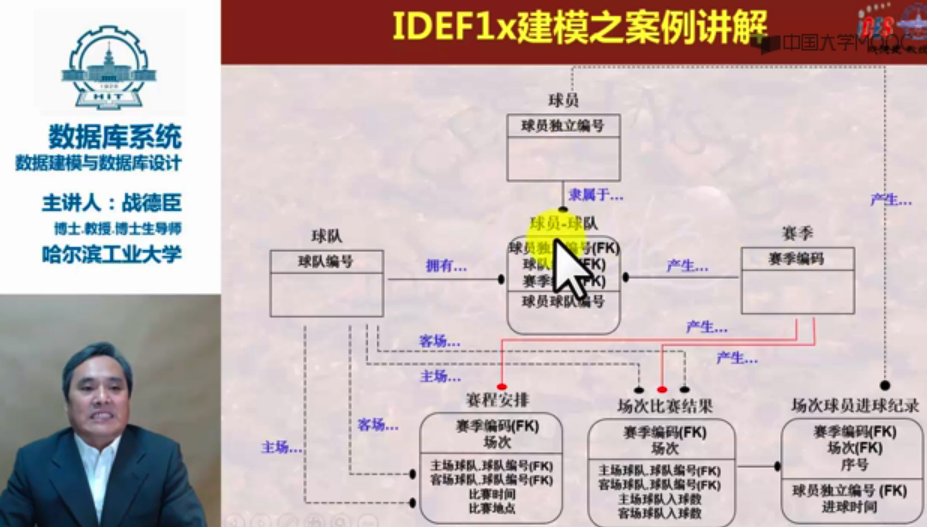 IDEF1x建模之案例讲解
中国大学MOOC
HIT
数据库系统
数据建模与数据库设计
主讲人：战德臣
博士.教授.博士生导师
哈尔滨工业大学
球员
球员独立编号
隶属于...
产生...
球员-球队
球员独立编号(FK)
球队编号(FK)
赛季编码(FK)
球员球队编号
球队
球队编号
拥有...
产生...
赛季
赛季编码
客场...
主场...
产生...
产生...
主场...
客场...
赛程安排
赛季编码(FK)
场次
主场球队.球队编号(FK)
客场球队.球队编号(FK)
比赛时间
比赛地点
场次比赛结果
赛季编码(FK)
场次
主场球队.球队编号(FK)
客场球队.球队编号(FK)
主场球队入球数
客场球队入球数
场次球员进球纪录
赛季编码(FK)
场次(FK)
序号
球员独立编号 (FK)
进球时间